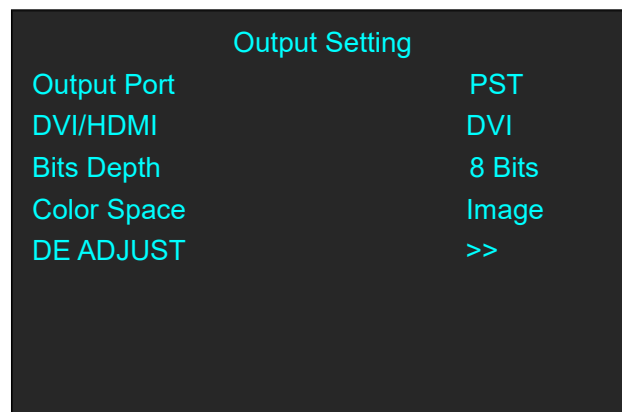 Output Setting
Output Port PST
DVI/HDMI DVI
Bits Depth 8 Bits
Color Space Image
DE ADJUST >>